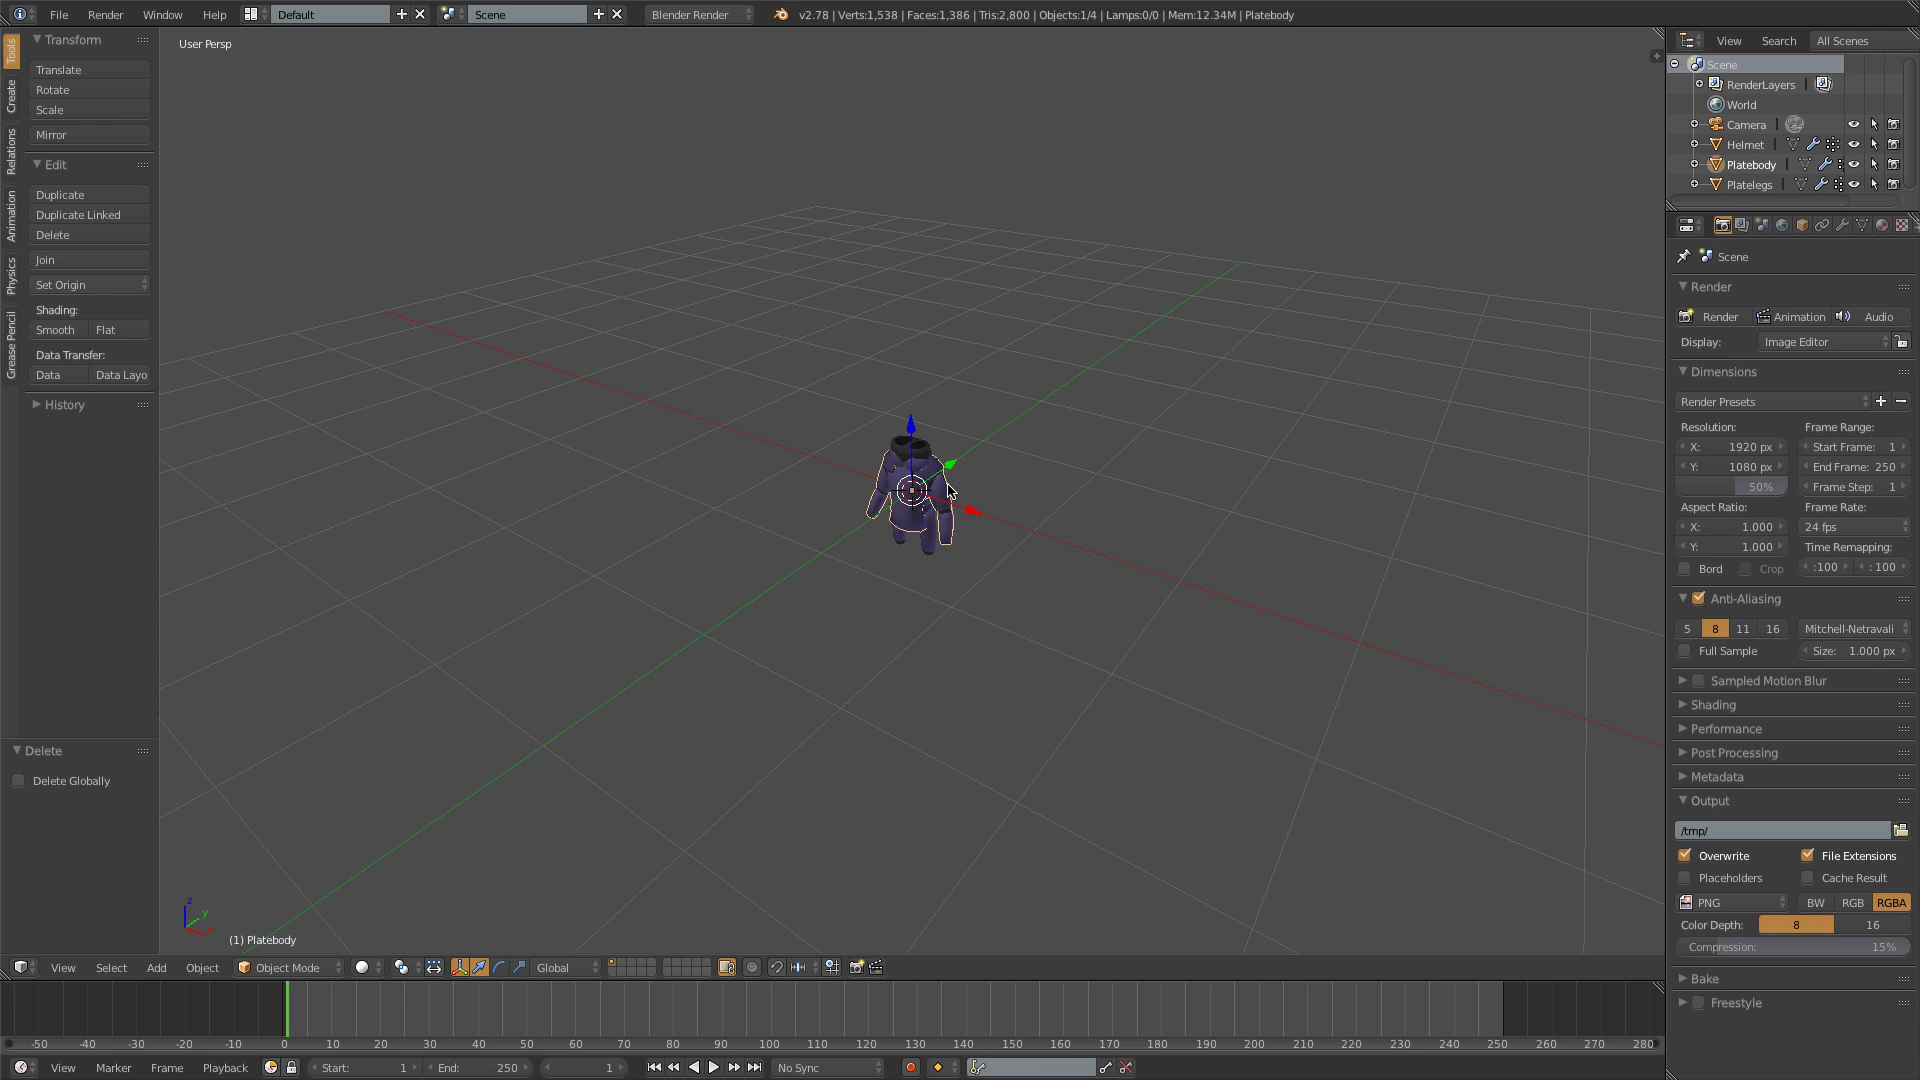 File Render Window Help Default Scene Blender Render v2.78 | Verts:1,538 | Faces:1,386 | Tris:2,800 | Objects:1/4 | Lamps:0/0 | Mem:12.34M | Platebody
Tools
Create
Relations
Animation
Physics
Grease Pencil
Transform
Translate
Rotate
Scale
Mirror
Edit
Duplicate
Duplicate Linked
Delete
Join
Set Origin
Shading:
Smooth Flat
Data Transfer:
Data Data Layo
History
Delete
Delete Globally
User Persp
z
y
(1) Platebody
View Select Add Object Object Mode Global
-50 -40 -30 -20 -10 0 10 20 30 40 50 60 70 80 90 100 110 120 130 140 150 160 170 180 190 200 210 220 230 240 250 260 270 280
View Marker Frame Playback Start: 1 End: 250 1 No Sync
View Search All Scenes
Scene
RenderLayers
World
Camera
Helmet
Platebody
Platelegs
Scene
Render
Render Animation Audio
Display: Image Editor
Dimensions
Render Presets
Resolution: Frame Range:
X: 1920 px Start Frame: 1
Y: 1080 px End Frame: 250
50% Frame Step: 1
Aspect Ratio: Frame Rate:
X: 1.000 24 fps
Y: 1.000 Time Remapping:
Bord Crop :100 : 100
Anti-Aliasing
5 8 11 16 Mitchell-Netravali
Full Sample Size: 1.000 px
Sampled Motion Blur
Shading
Performance
Post Processing
Metadata
Output
/tmp/
Overwrite File Extensions
Placeholders Cache Result
PNG BW RGB RGBA
Color Depth: 8 16
Compression: 15%
Bake
Freestyle